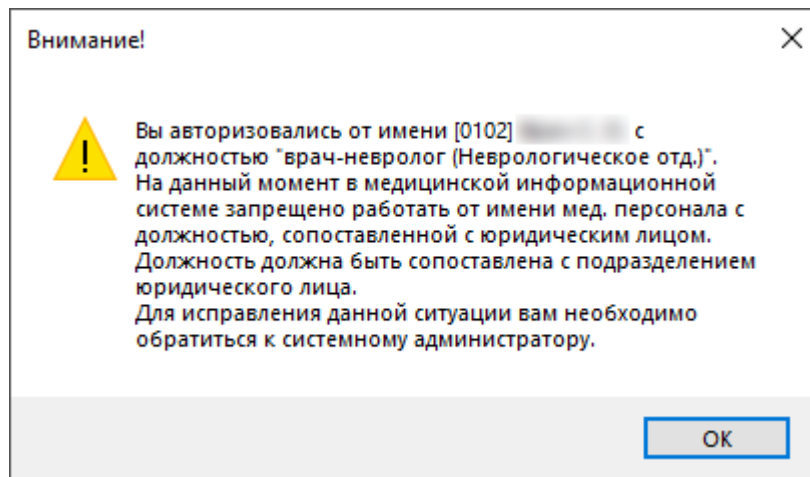 Внимание!
Вы авторизовались от имени [0102] с
должностью "врач-невролог (Неврологическое отд.)".
На данный момент в медицинской информационной
системе запрещено работать от имени мед. персонала с
должностью, сопоставленной с юридическим лицом.
Должность должна быть сопоставлена с подразделением
юридического лица.
Для исправления данной ситуации вам необходимо
обратиться к системному администратору.
ОК